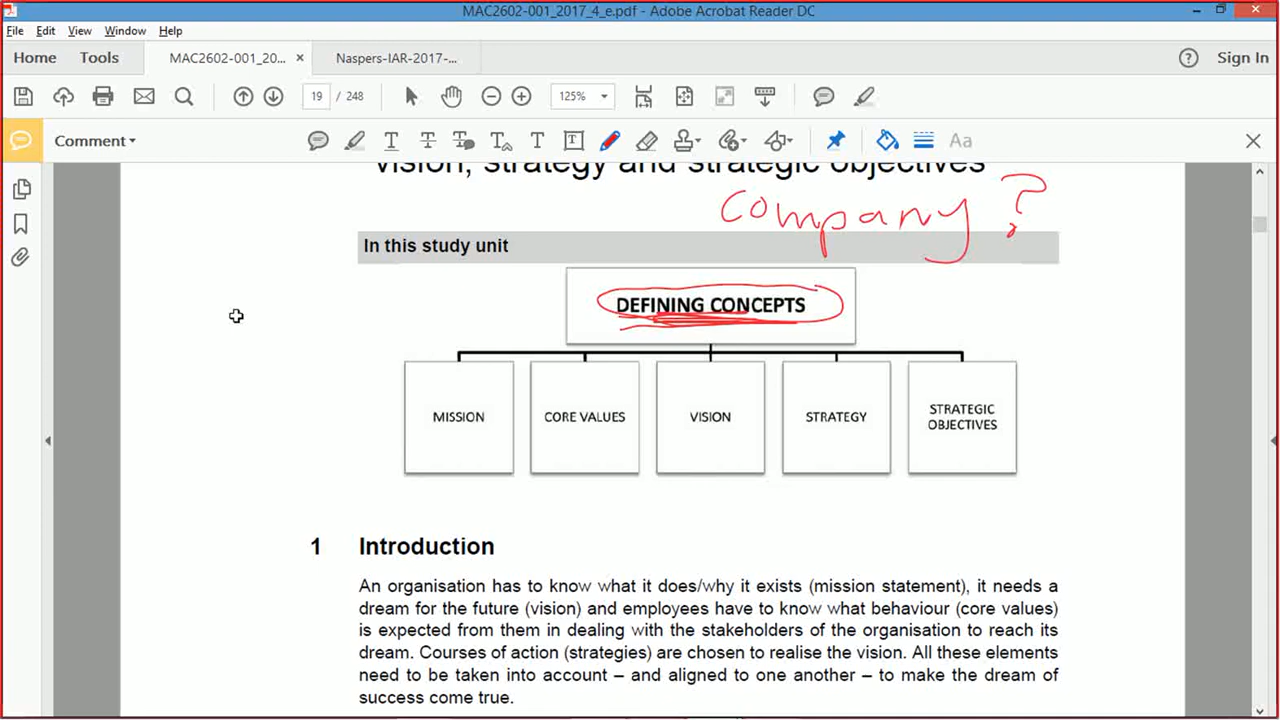 MAC2602-001_2017_4_e.pdf - Adobe Acrobat Reader DC
File Edit View Window Help
Home Tools MAC2602-001_20... × Naspers-IAR-2017-... ? Sign In
19 / 248 125%
Comment T T T T T T Aa
vision, strategy and strategic objectives
company?
In this study unit
DEFINING CONCEPTS
MISSION CORE VALUES VISION STRATEGY STRATEGIC
OBJECTIVES
1 Introduction
An organisation has to know what it does/why it exists (mission statement), it needs a
dream for the future (vision) and employees have to know what behaviour (core values)
is expected from them in dealing with the stakeholders of the organisation to reach its
dream. Courses of action (strategies) are chosen to realise the vision. All these elements
need to be taken into account – and aligned to one another – to make the dream of
success come true.